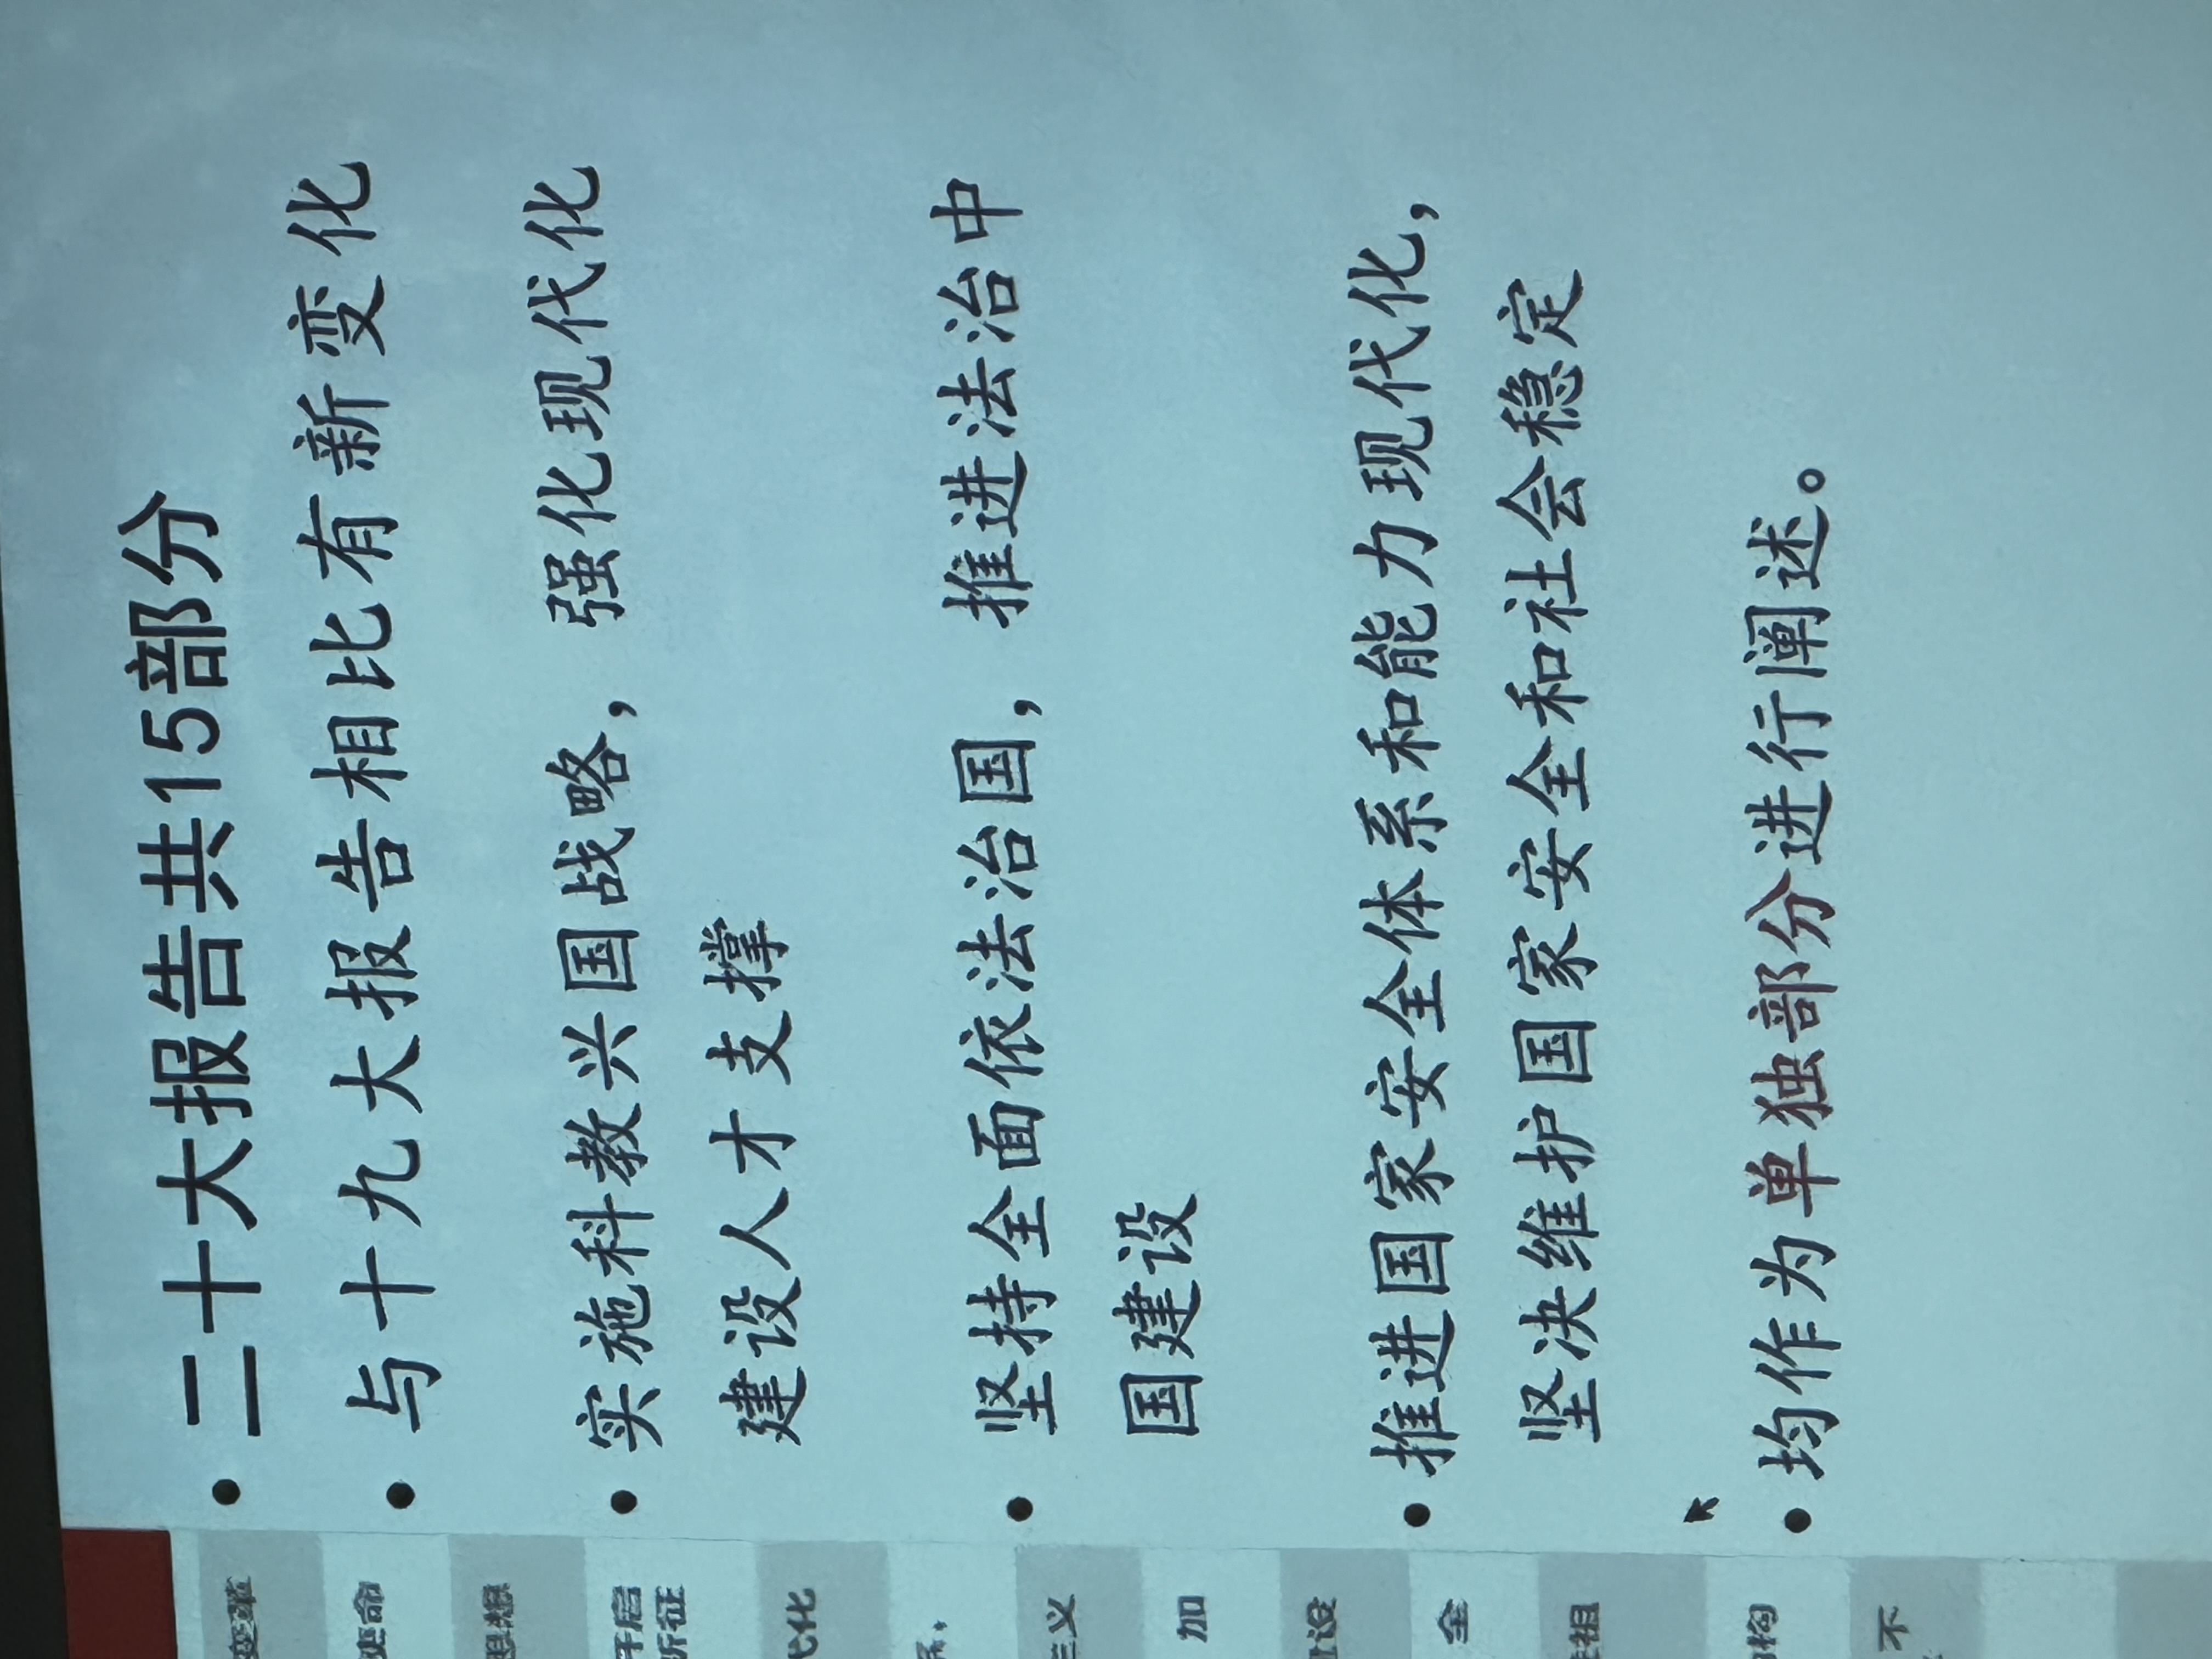 变革
使命
思想
开启
新征
代化
系，
主义
加
建设
全
进祖
构
不
二十大报告共15部分
与十九大报告相比有新变化
实施科教兴国战略，强化现代化
建设人才支撑
坚持全面依法治国，推进法治中
国建设
推进国家安全体系和能力现代化，
坚决维护国家安全和社会稳定
均作为单独部分进行阐述。